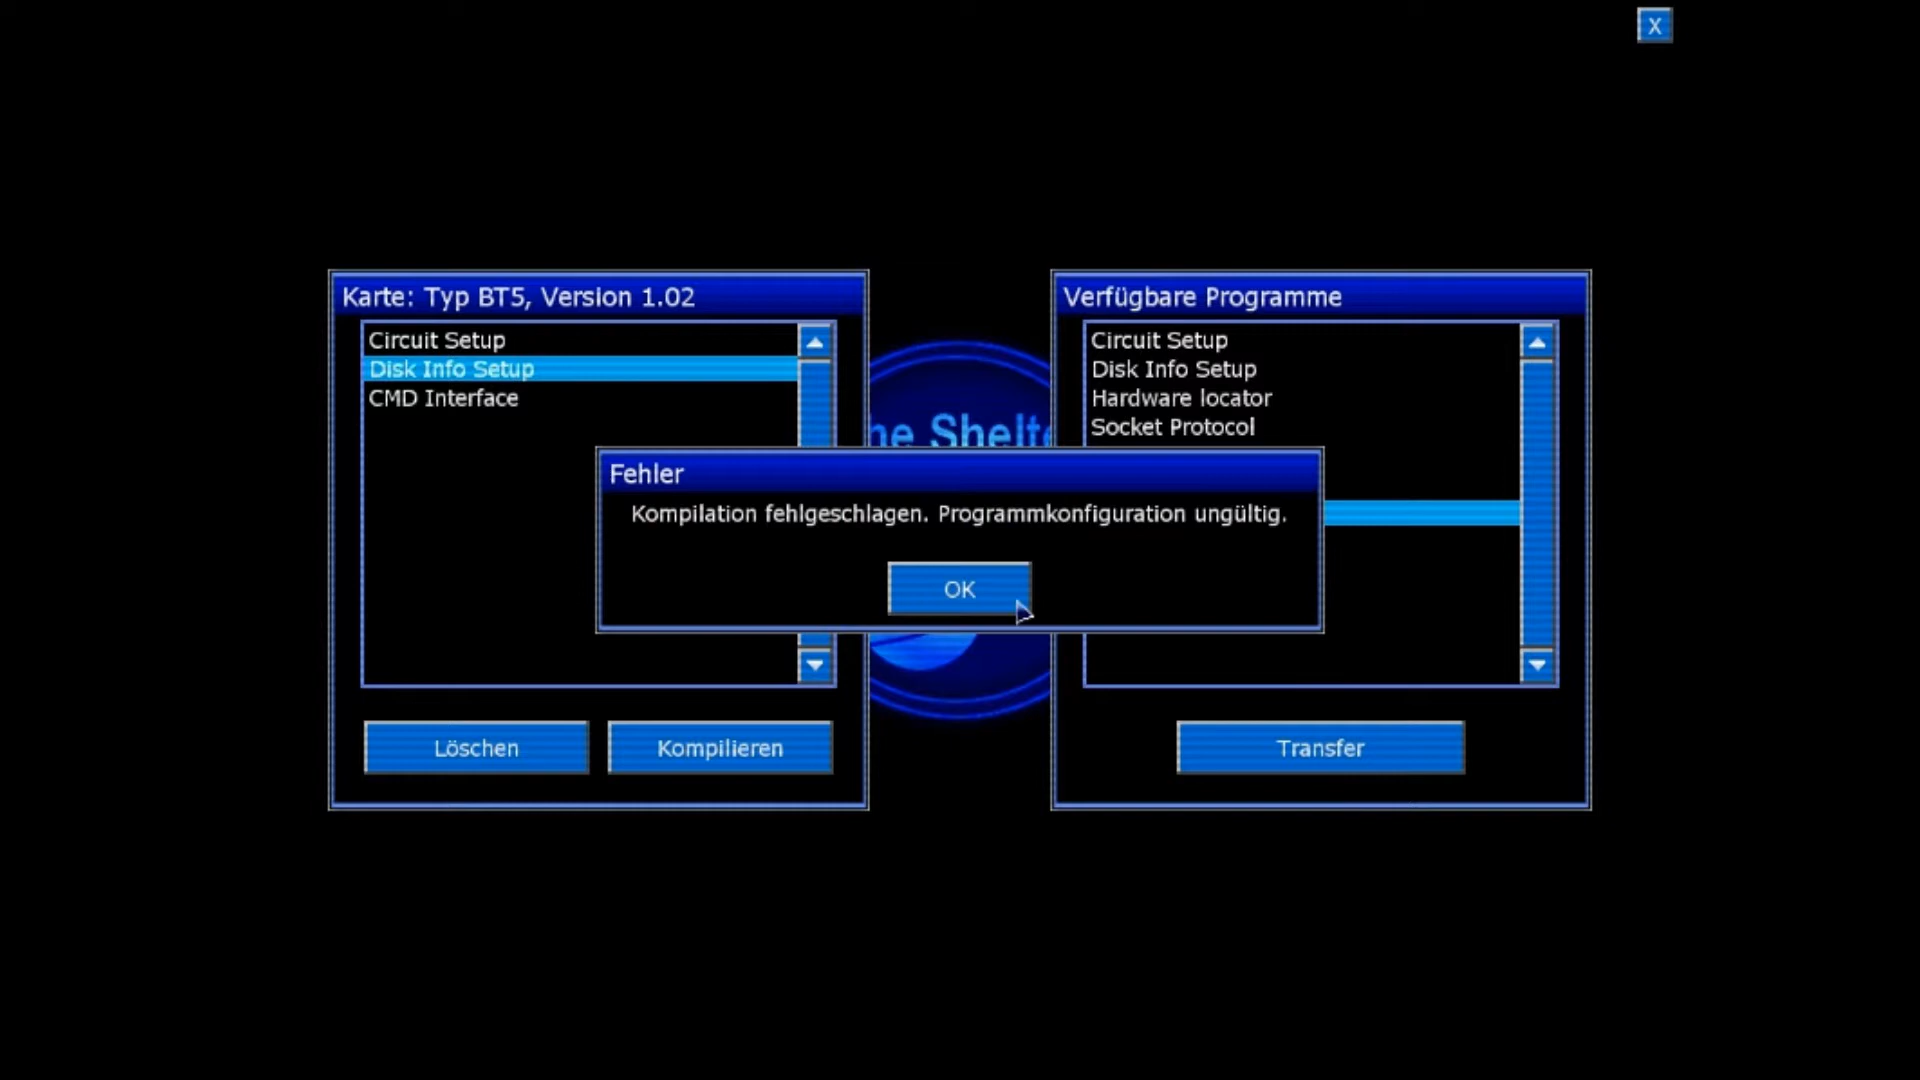 X
Karte: Typ BT5, Version 1.02
Circuit Setup
Disk Info Setup
CMD Interface
Löschen
Kompilieren
Verfügbare Programme
Circuit Setup
Disk Info Setup
Hardware locator
Socket Protocol
Transfer
Fehler
Kompilation fehlgeschlagen. Programmkonfiguration ungültig.
OK